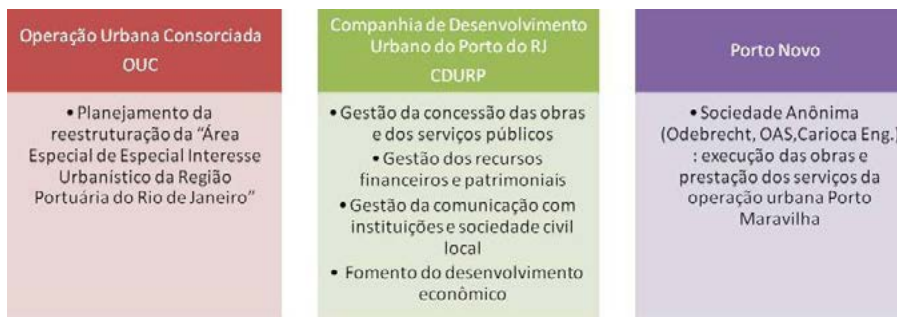 Operação Urbana Consorciada
OUC
• Planejamento da
reestruturação da “Área
Especial de Especial Interesse
Urbanístico da Região
Portuária do Rio de Janeiro”
Companhia de Desenvolvimento
Urbano do Porto do RJ
CDURP
• Gestão da concessão das obras
e dos serviços públicos
• Gestão dos recursos
financeiros e patrimoniais
• Gestão da comunicação com
instituições e sociedade civil
local
• Fomento do desenvolvimento
econômico
Porto Novo
• Sociedade Anônima
(Odebrecht, OAS,Carioca Eng.)
: execução das obras e
prestação dos serviços da
operação urbana Porto
Maravilha